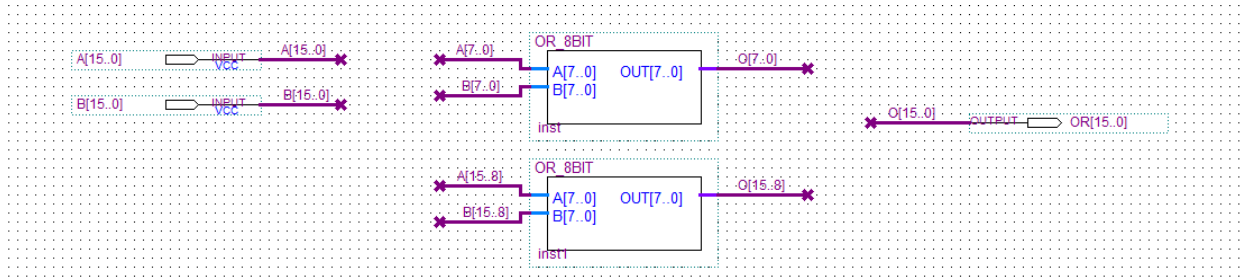 A[15..0] INPUT VCC A[15..0]
B[15..0] INPUT VCC B[15..0]
OR_8BIT
A[7..0] A[7..0] OUT[7..0] O[7..0]
B[7..0] B[7..0]
inst
O[15..0] OUTPUT OR[15..0]
OR_8BIT
A[15..8] A[7..0] OUT[7..0] O[15..8]
B[15..8] B[7..0]
inst1